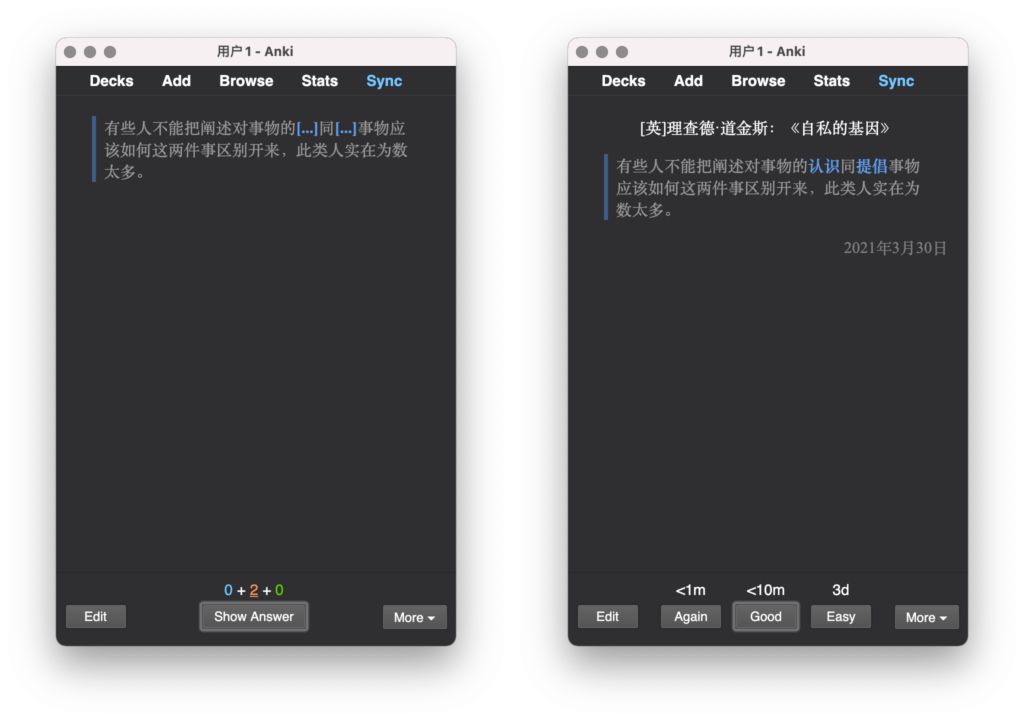 用户1 - Anki
Decks Add Browse Stats Sync
有些人不能把阐述对事物的[...]同[...]事物应
该如何这两件事区别开来，此类人实在为数
太多。
0 + 2 + 0
Edit Show Answer More
用户1 - Anki
Decks Add Browse Stats Sync
[英]理查德·道金斯：《自私的基因》
有些人不能把阐述对事物的认识同提倡事物
应该如何这两件事区别开来，此类人实在为
数太多。
2021年3月30日
<1m <10m 3d
Edit Again Good Easy More